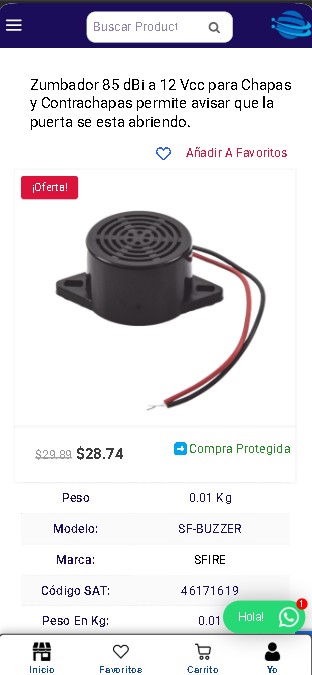 Buscar Product
Zumbador 85 dBi a 12 Vcc para Chapas
y Contrachapas permite avisar que la
puerta se esta abriendo.
Añadir A Favoritos
¡Oferta!
$29.89 $28.74
Compra Protegida
Peso 0.01 Kg
Modelo: SF-BUZZER
Marca: SFIRE
Código SAT: 46171619
Peso En Kg: 0.01
Hola!
1
Inicio Favoritos Carrito Yo